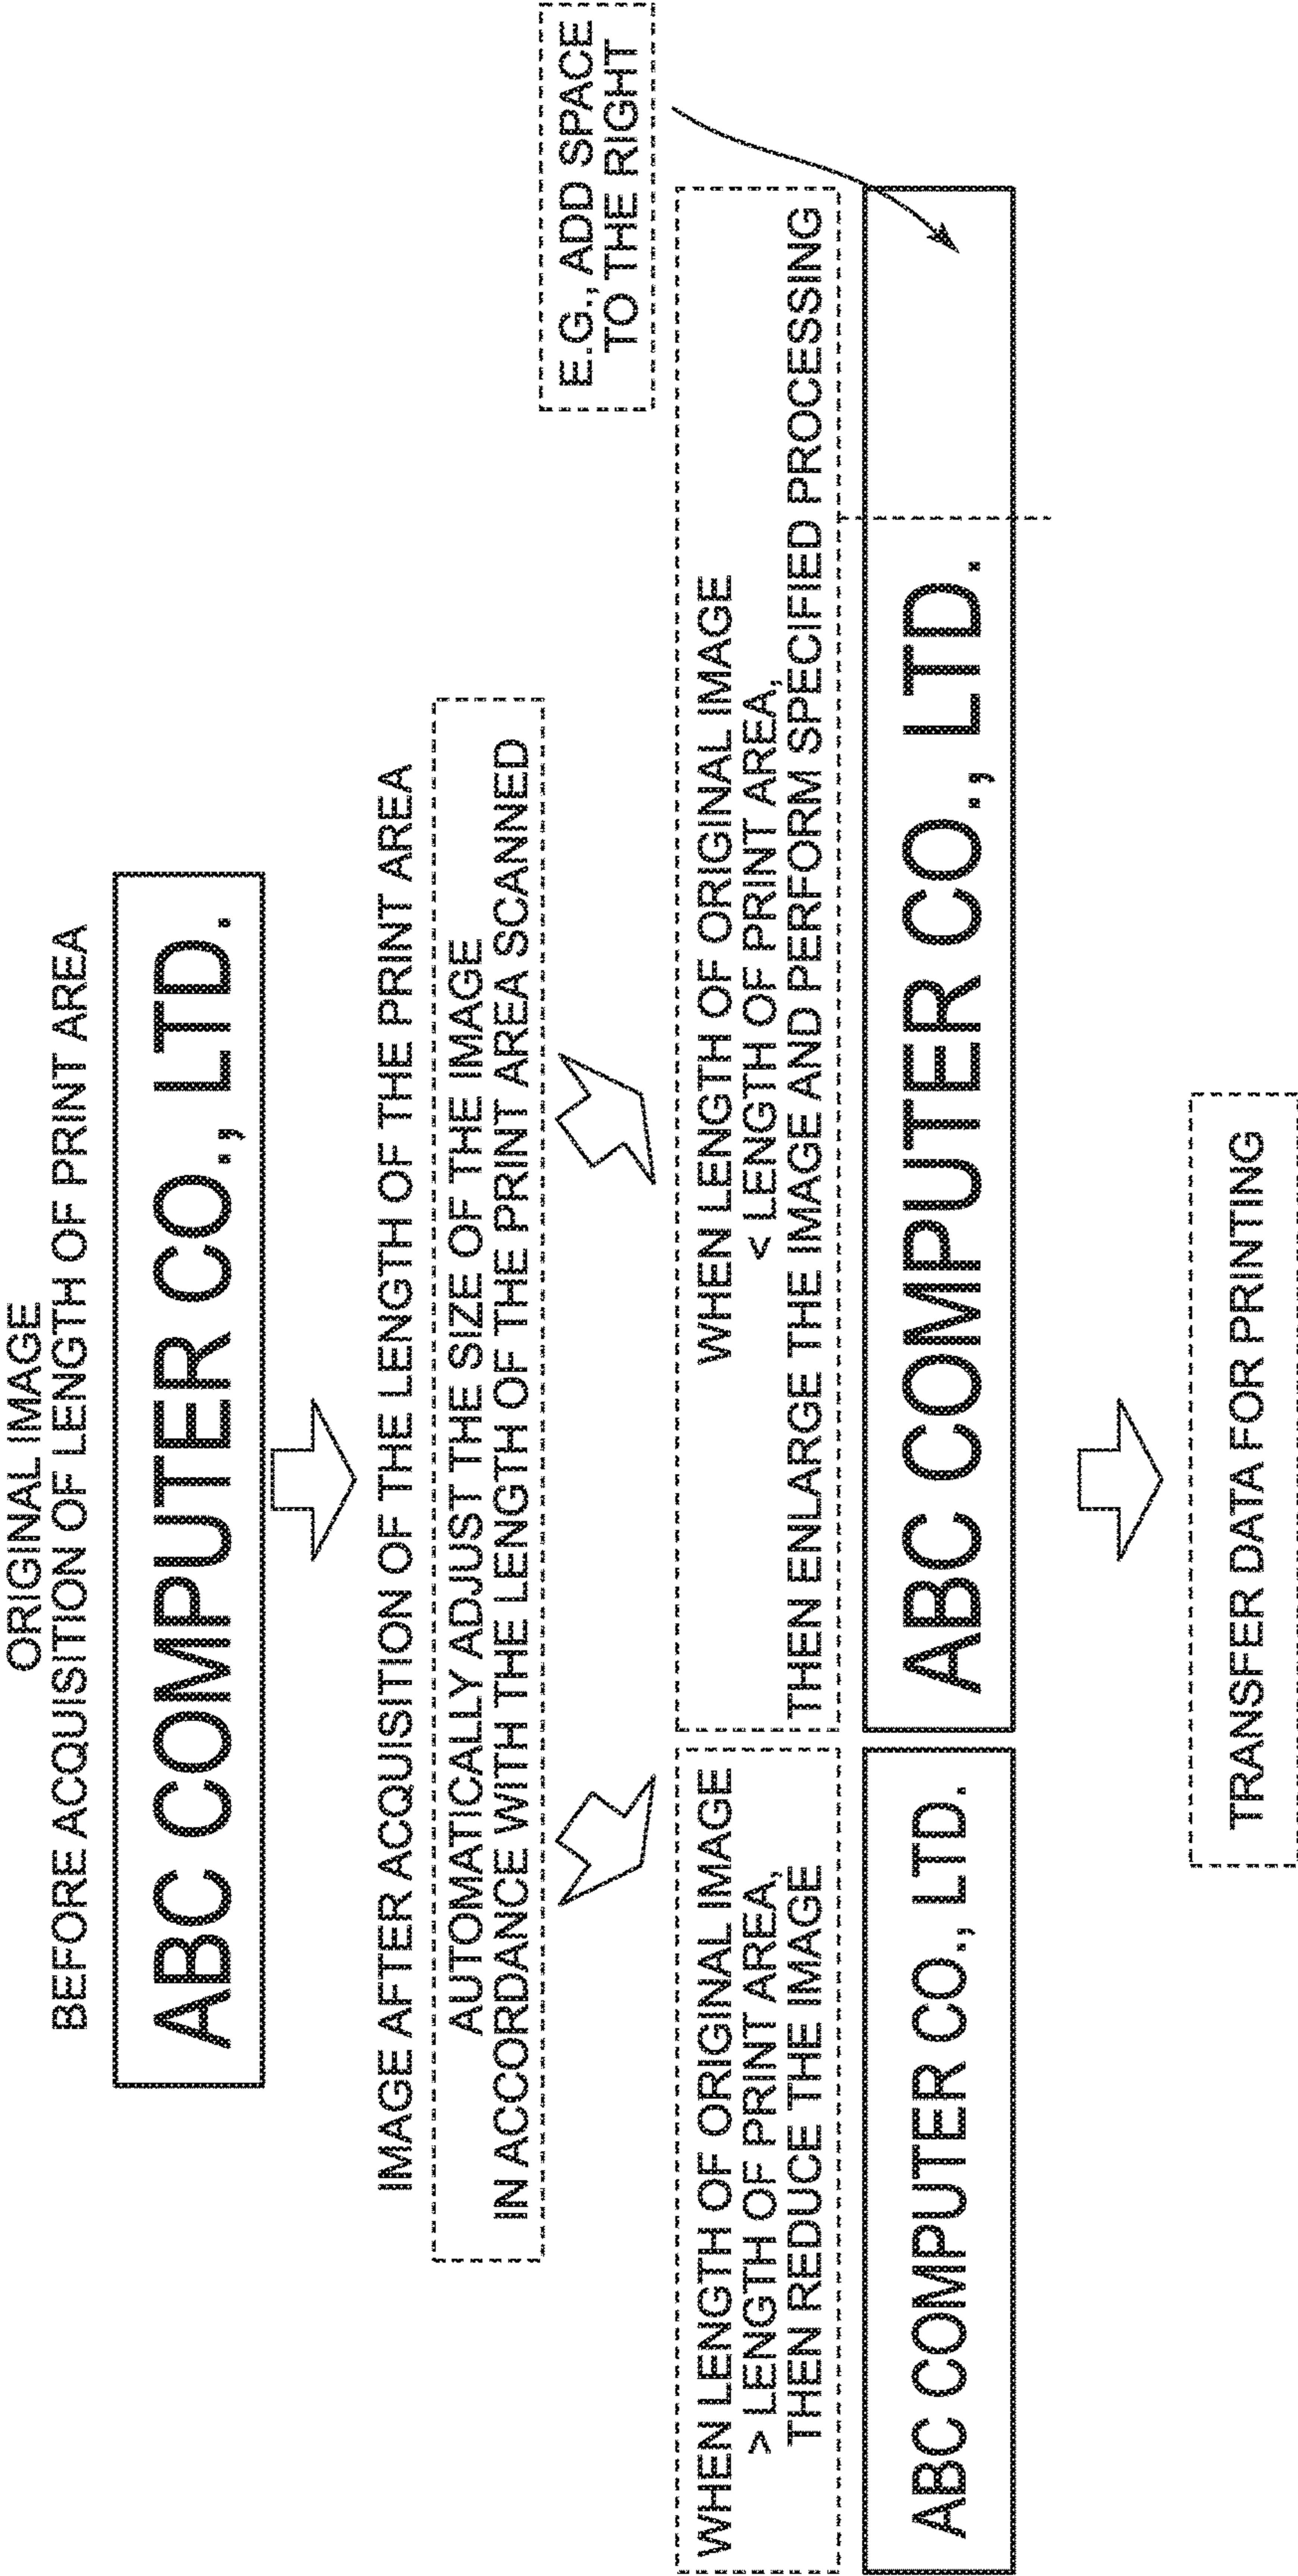 ORIGINAL IMAGE
BEFORE ACQUISITION OF LENGTH OF PRINT AREA
ABC COMPUTER CO., LTD.
IMAGE AFTER ACQUISITION OF THE LENGTH OF THE PRINT AREA
AUTOMATICALLY ADJUST THE SIZE OF THE IMAGE
IN ACCORDANCE WITH THE LENGTH OF THE PRINT AREA SCANNED
WHEN LENGTH OF ORIGINAL IMAGE
> LENGTH OF PRINT AREA,
THEN REDUCE THE IMAGE
ABC COMPUTER CO., LTD.
E.G., ADD SPACE
TO THE RIGHT
WHEN LENGTH OF ORIGINAL IMAGE
< LENGTH OF PRINT AREA,
THEN ENLARGE THE IMAGE AND PERFORM SPECIFIED PROCESSING
ABC COMPUTER CO., LTD.
TRANSFER DATA FOR PRINTING